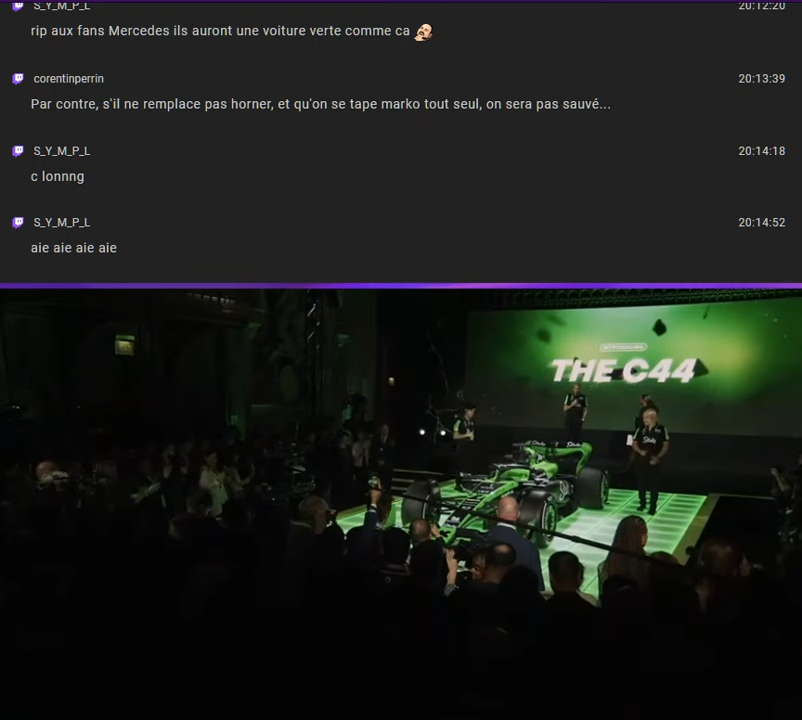 S_Y_M_P_L 20:12:20
rip aux fans Mercedes ils auront une voiture verte comme ca
corentinperrin 20:13:39
Par contre, s'il ne remplace pas horner, et qu'on se tape marko tout seul, on sera pas sauvé...
S_Y_M_P_L 20:14:18
c lonnng
S_Y_M_P_L 20:14:52
aie aie aie aie
INTRODUCING
THE C44
Stake